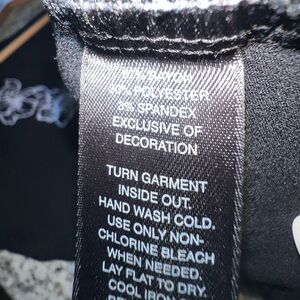 RAYON
30% POLYESTER
3% SPANDEX
EXCLUSIVE OF
DECORATION
TURN GARMENT
INSIDE OUT.
HAND WASH COLD.
USE ONLY NON-
CHLORINE BLEACH
WHEN NEEDED.
LAY FLAT TO DRY.
COOL IRON